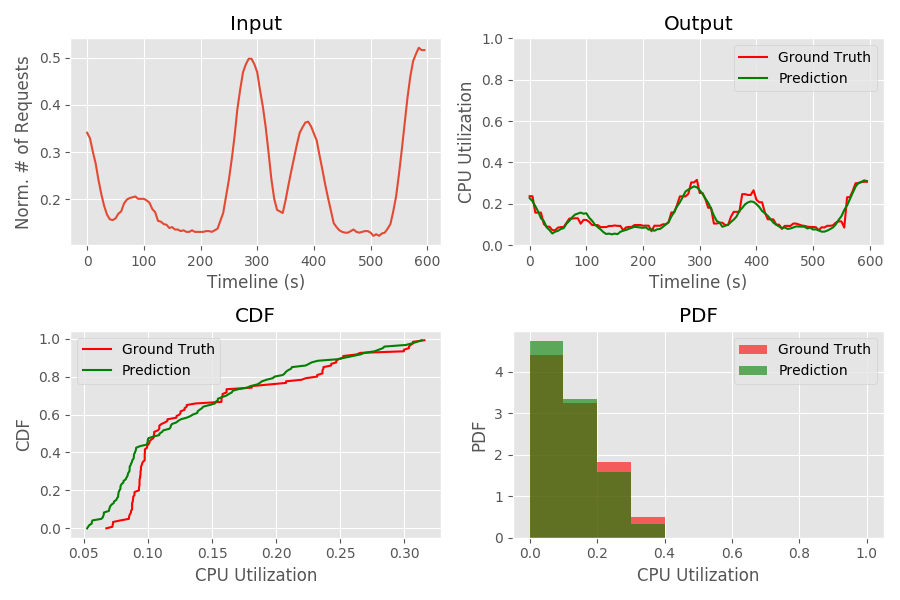 Input
Norm. # of Requests
0.5
0.4
0.3
0.2
0 100 200 300 400 500 600
Timeline (s)
Output
CPU Utilization
1.0
0.8
0.6
0.4
0.2
0.0
Ground Truth
Prediction
0 100 200 300 400 500 600
Timeline (s)
CDF
CDF
1.0
0.8
0.6
0.4
0.2
0.0
Ground Truth
Prediction
0.05 0.10 0.15 0.20 0.25 0.30
CPU Utilization
PDF
PDF
4
3
2
1
0
Ground Truth
Prediction
0.0 0.2 0.4 0.6 0.8 1.0
CPU Utilization